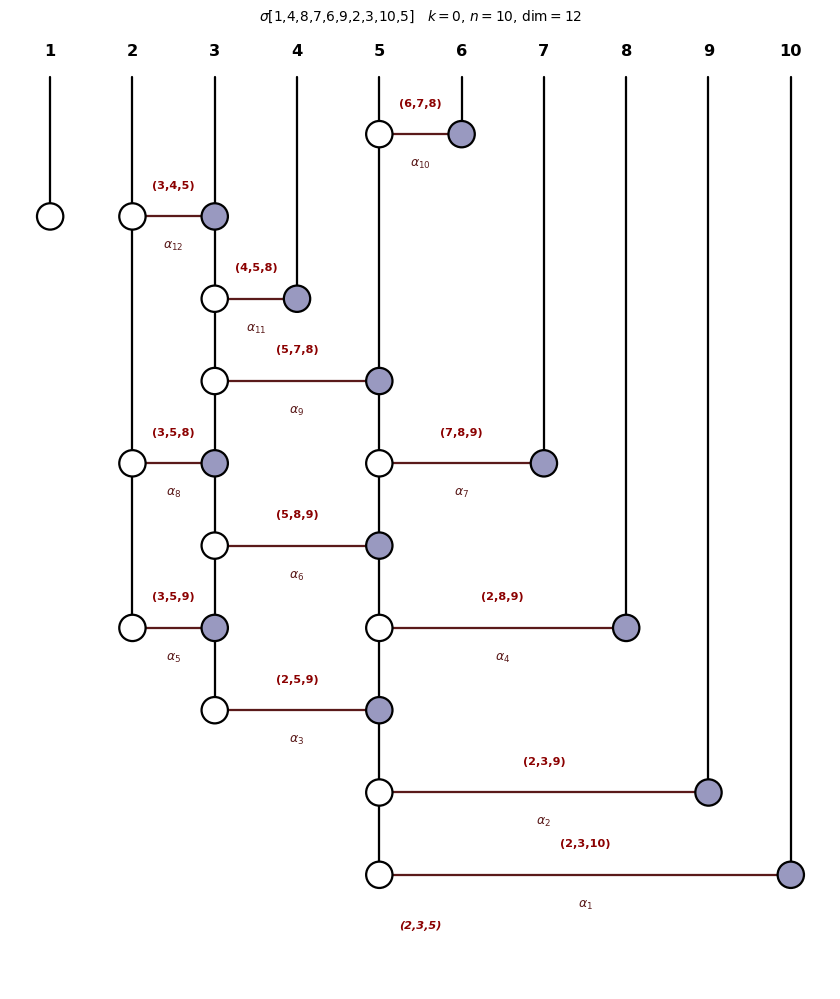 σ[1,4,8,7,6,9,2,3,10,5] k=0, n=10, dim=12
1 2 3 4 5 6 7 8 9 10
(6,7,8)
α₁₀
(3,4,5)
α₁₂
(4,5,8)
α₁₁
(5,7,8)
α₉
(3,5,8) (7,8,9)
α₈ α₇
(5,8,9)
α₆
(3,5,9) (2,8,9)
α₅ α₄
(2,5,9)
α₃
(2,3,9)
α₂
(2,3,10)
α₁
(2,3,5)